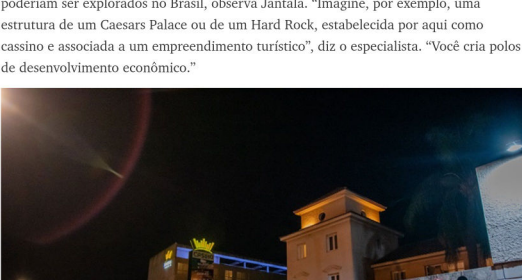 poderiam ser explorados no Brasil, observa Jantala. “Imagine, por exemplo, uma
estrutura de um Caesars Palace ou de um Hard Rock, estabelecida por aqui como
cassino e associada a um empreendimento turístico”, diz o especialista. “Você cria polos
de desenvolvimento econômico.”